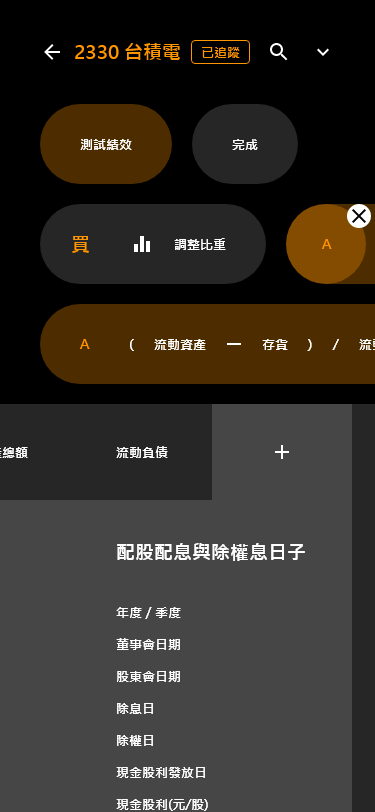 2330 台積電 已追蹤
測試績效 完成
買 調整比重 A
A ( 流動資產 — 存貨 ) / 流動
總額 流動負債 +
配股配息與除權息日子
年度 / 季度
董事會日期
股東會日期
除息日
除權日
現金股利發放日
現金股利(元/股)